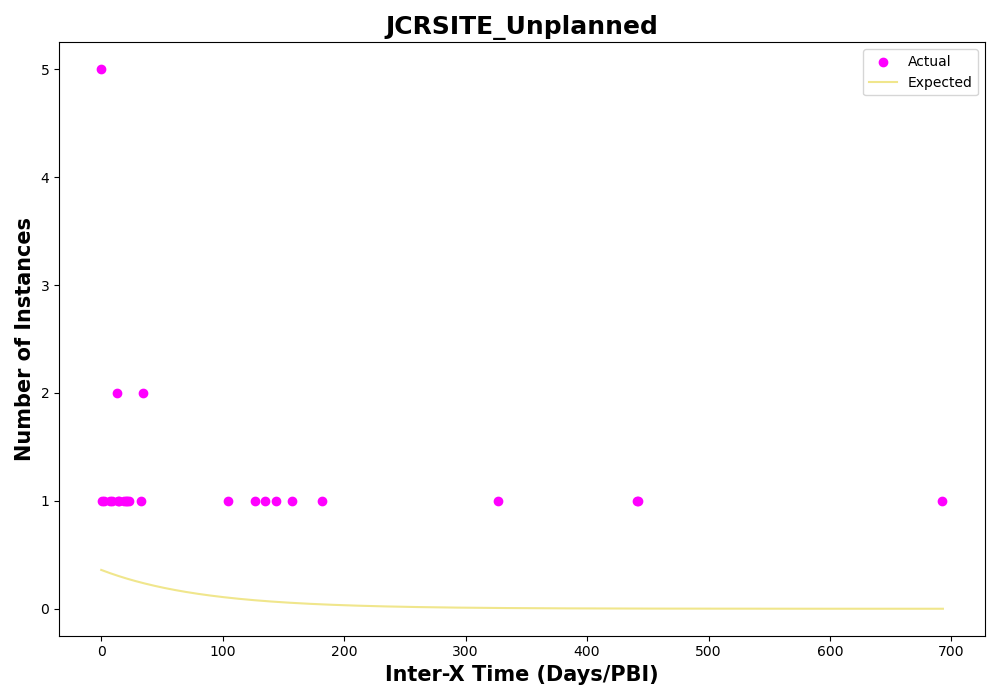 JCRSITE_Unplanned
Actual
Expected
Number of Instances
5
4
3
2
1
0
0 100 200 300 400 500 600 700
Inter-X Time (Days/PBI)